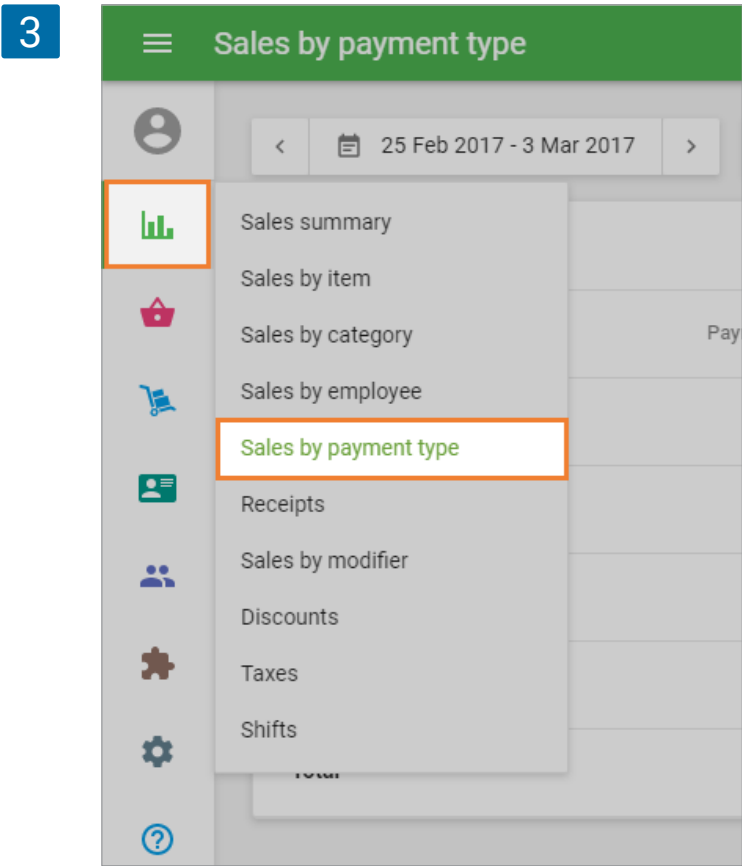 3
Sales by payment type
25 Feb 2017 - 3 Mar 2017
Sales summary
Sales by item
Sales by category
Pay
Sales by employee
Sales by payment type
Receipts
Sales by modifier
Discounts
Taxes
Shifts
Total
?